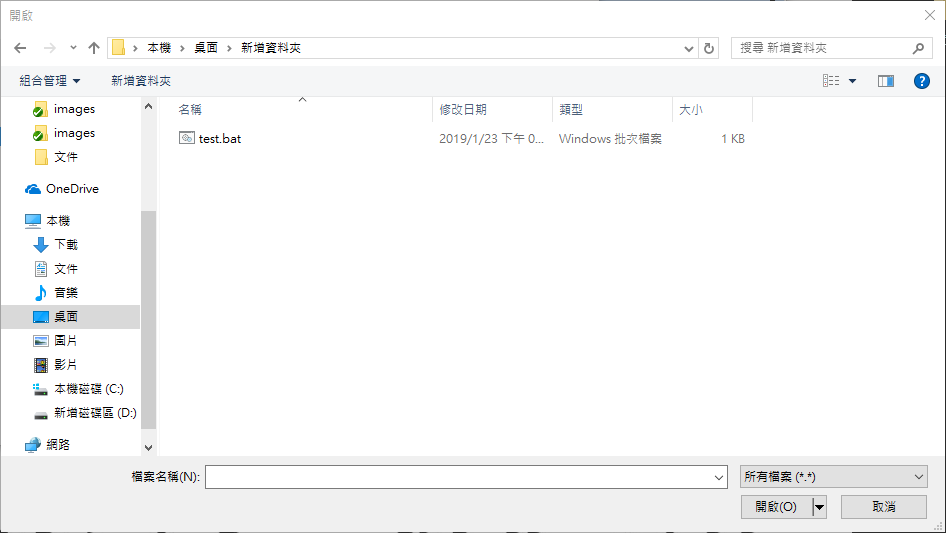 開啟
本機 桌面 新增資料夾
搜尋 新增資料夾
組合管理 新增資料夾
名稱 修改日期 類型 大小
test.bat 2019/1/23 下午 0... Windows 批次檔案 1 KB
images
images
文件
OneDrive
本機
下載
文件
音樂
桌面
圖片
影片
本機磁碟 (C:)
新增磁碟區 (D:)
網路
檔案名稱(N):
所有檔案 (*.*)
開啟(O) 取消